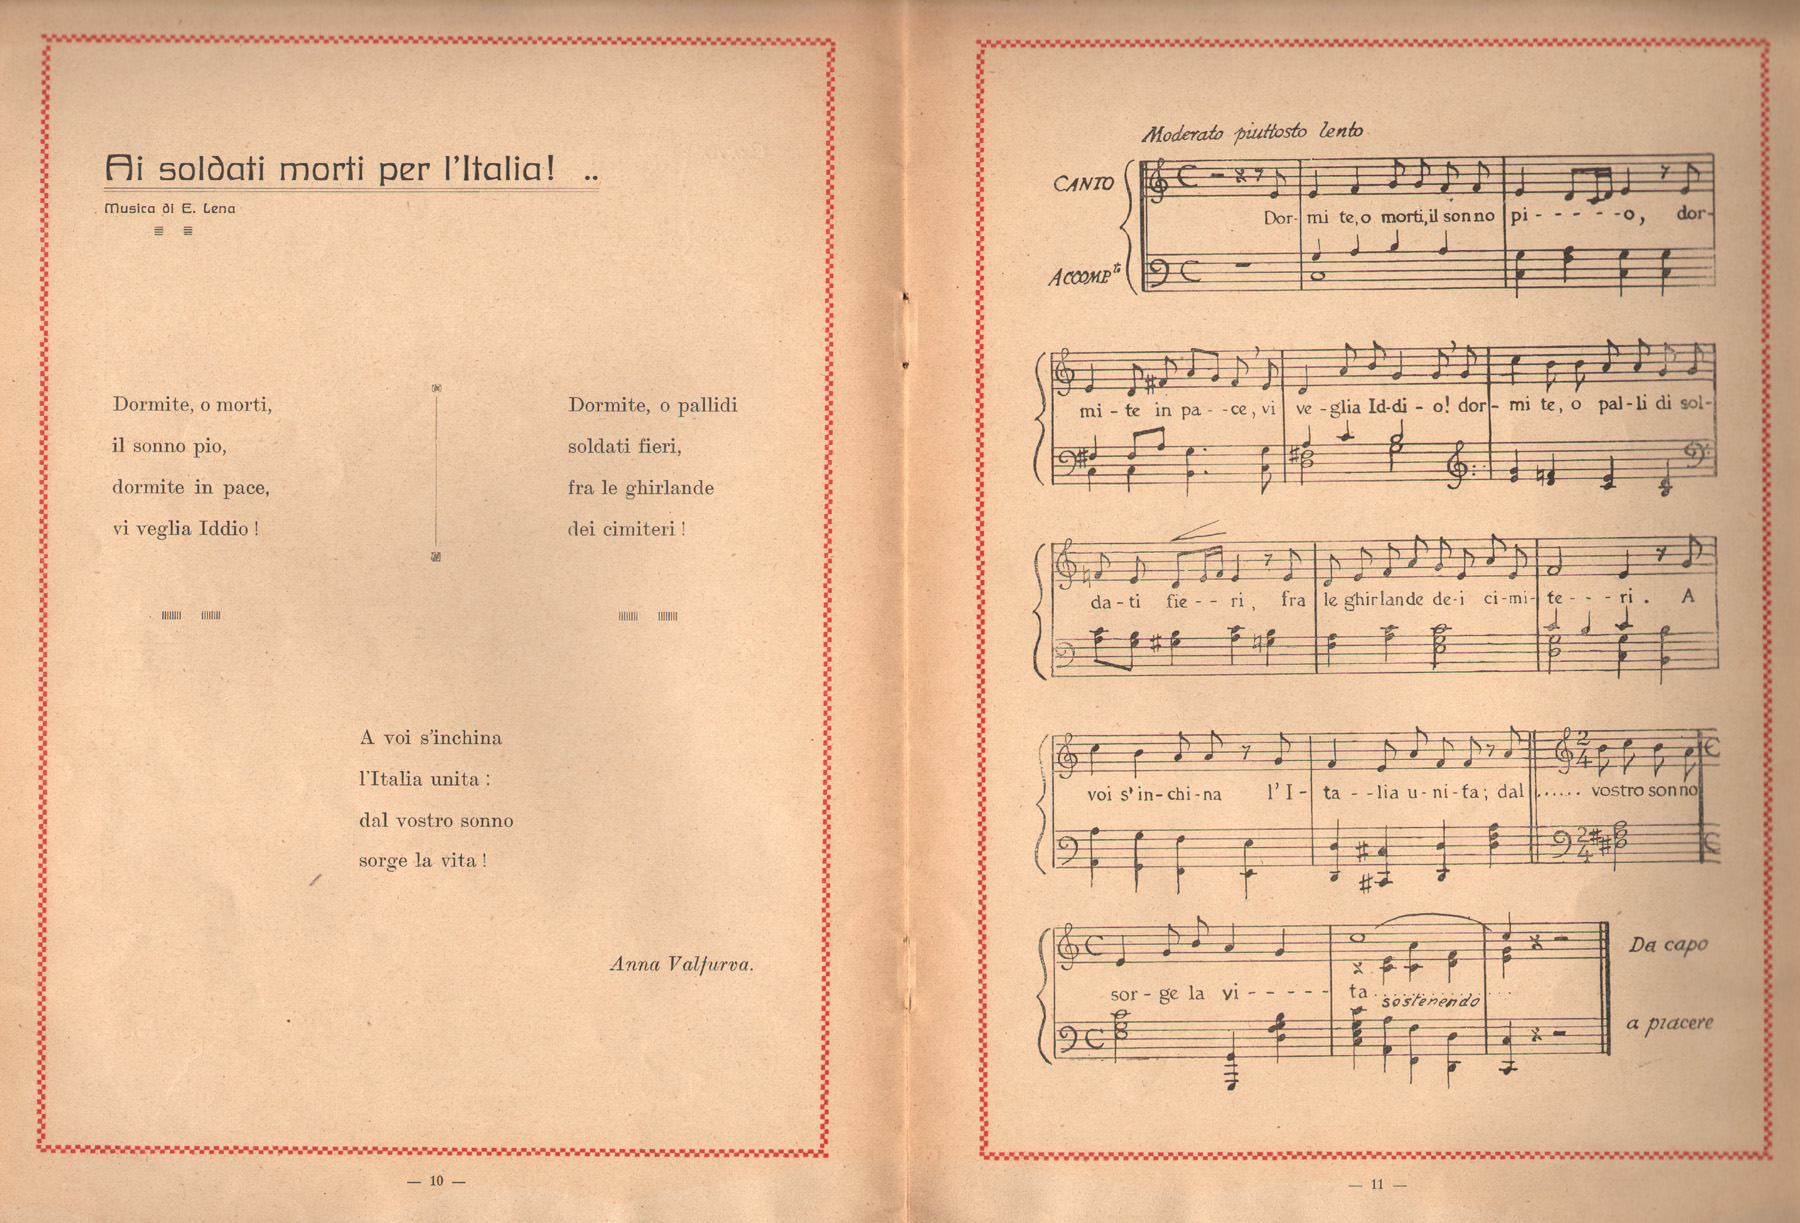 Ai soldati morti per l'Italia! ..
Musica di E. Lena
Dormite, o morti,
il sonno pio,
dormite in pace,
vi veglia Iddio !
Dormite, o pallidi
soldati fieri,
fra le ghirlande
dei cimiteri !
A voi s'inchina
l'Italia unita :
dal vostro sonno
sorge la vita !
Anna Valfurva.
— 10 —
Moderato piuttosto lento
CANTO
Dor- mi te, o morti, il sonno pi - - - - - o, dor-
ACCOMPto
mi - te in pa - - ce, vi ve - glia Id-di - o! dor- mi te, o pal-li di sol-
da - ti fie - - ri, fra le ghirlande de-i ci-mi- te - - - ri. A
voi s'in-chi-na l'I- ta - - lia u-ni-ta; dal ...... vostro sonno
sor - ge la vi - - - - - ta ..............
sostenendo
Da capo
a piacere
— 11 —